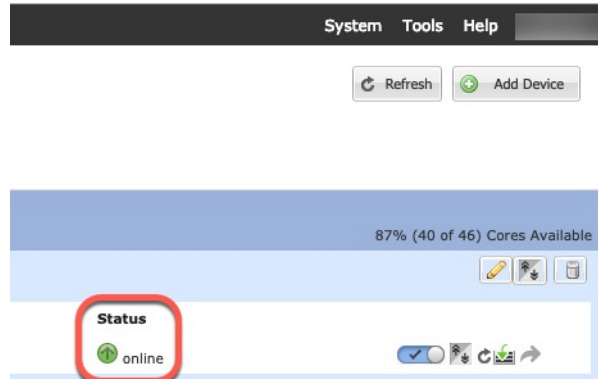 System Tools Help
Refresh Add Device
87% (40 of 46) Cores Available
Status
online